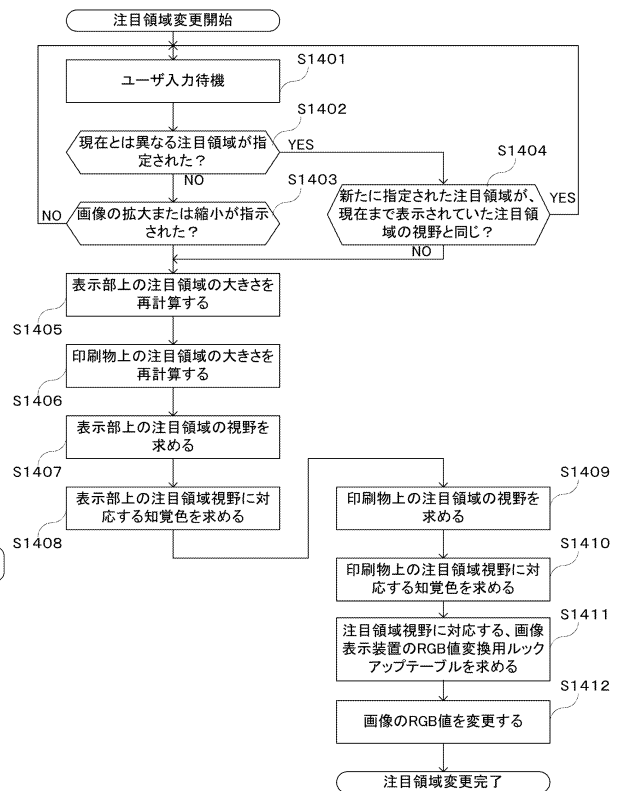 注目領域変更開始
S1401
ユーザ入力待機
S1402
現在とは異なる注目領域が指
定された？
YES
NO
S1403
NO
画像の拡大または縮小が指示
された？
S1404
新たに指定された注目領域が、
現在まで表示されていた注目領
域の視野と同じ？
YES
NO
表示部上の注目領域の大きさを
再計算する
S1405
印刷物上の注目領域の大きさを
再計算する
S1406
表示部上の注目領域の視野を
求める
S1407
表示部上の注目領域視野に対
応する知覚色を求める
S1408
S1409
印刷物上の注目領域の視野を
求める
S1410
印刷物上の注目領域視野に対
応する知覚色を求める
S1411
注目領域視野に対応する、画像
表示装置のRGB値変換用ルック
アップテーブルを求める
S1412
画像のRGB値を変更する
注目領域変更完了